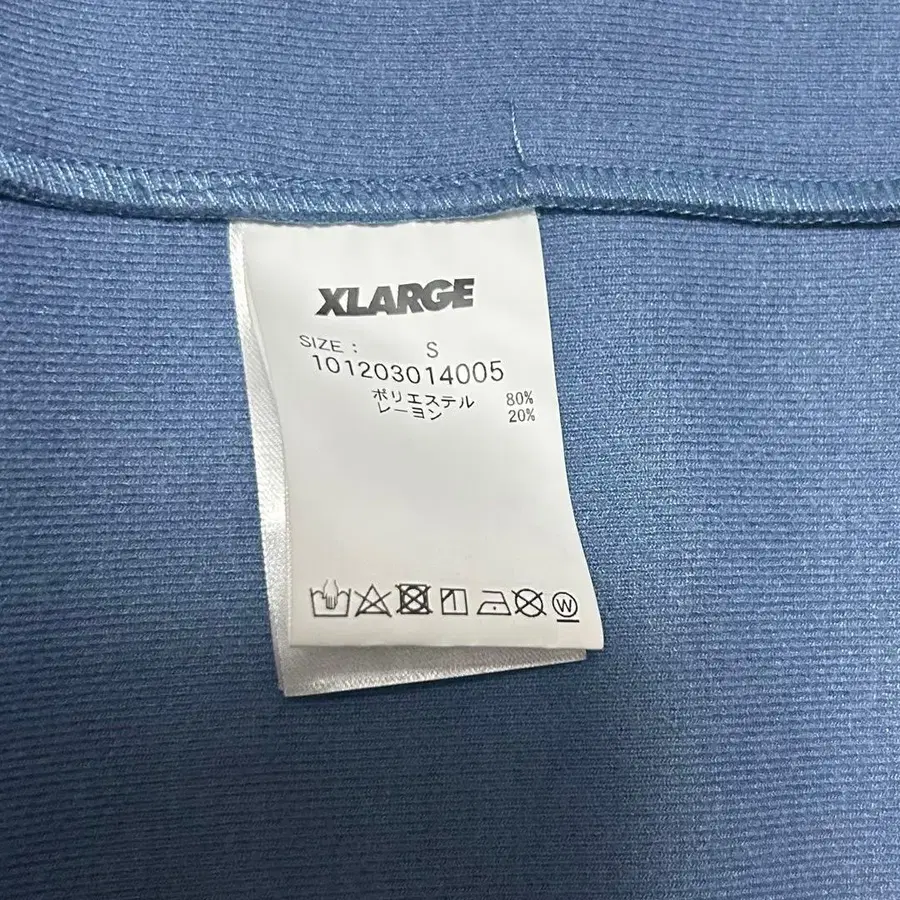 XLARGE
SIZE : S
101203014005
ポリエステル 80%
レーヨン 20%
W